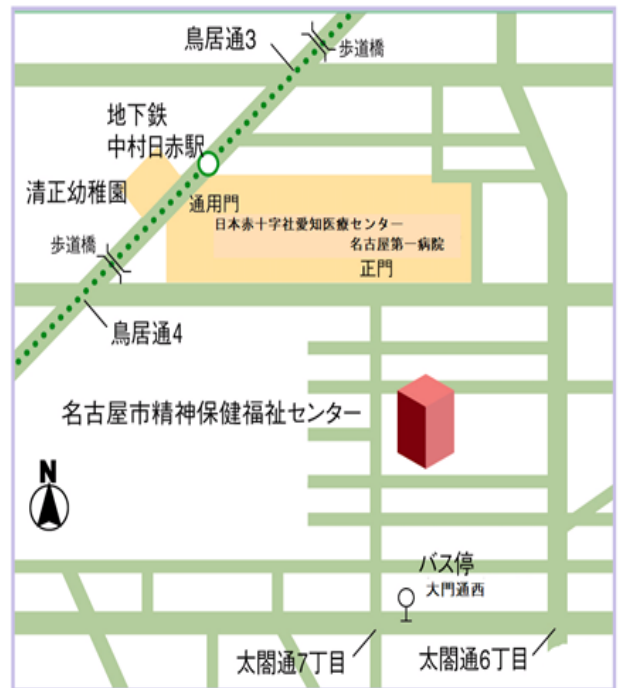 鳥居通3
歩道橋
地下鉄
中村日赤駅
清正幼稚園
通用門
日本赤十字社愛知医療センター
名古屋第一病院
歩道橋
正門
鳥居通4
名古屋市精神保健福祉センター
N
バス停
大門通西
太閤通7丁目
太閤通6丁目